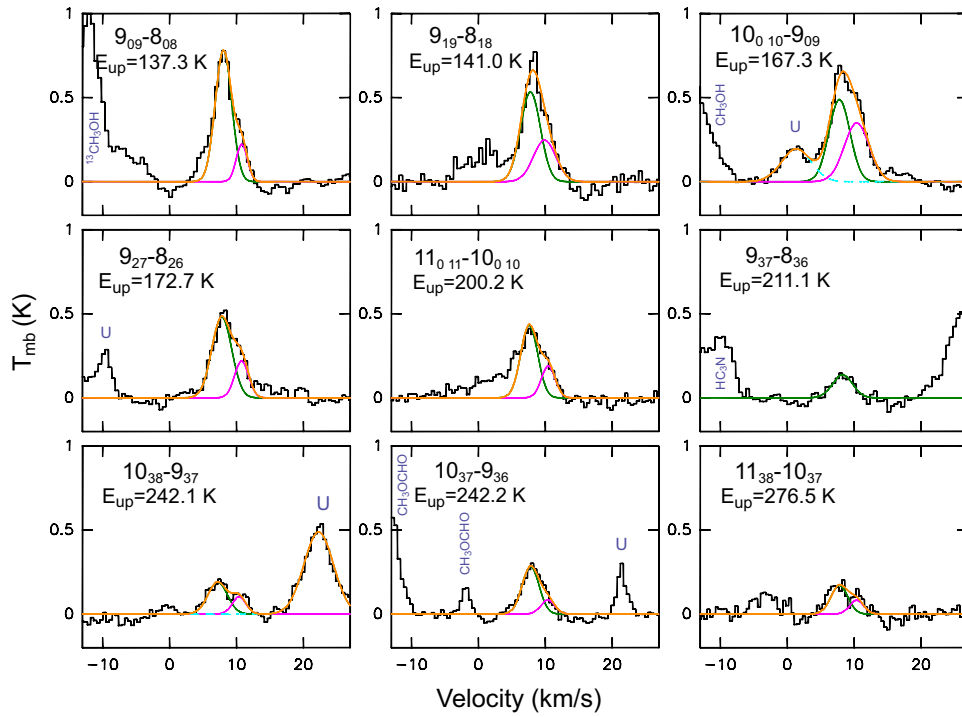 9₀₉-8₀₈
E_up=137.3 K
¹³CH₃OH
9₁₉-8₁₈
E_up=141.0 K
10₀ ₁₀-9₀₉
E_up=167.3 K
CH₃OH
U
1
0.5
0
9₂₇-8₂₆
E_up=172.7 K
U
11₀ ₁₁-10₀ ₁₀
E_up=200.2 K
9₃₇-8₃₆
E_up=211.1 K
HC₃N
1
0.5
0
T_mb (K)
10₃₈-9₃₇
E_up=242.1 K
U
10₃₇-9₃₆
E_up=242.2 K
CH₃OCHO
CH₃OCHO
U
11₃₈-10₃₇
E_up=276.5 K
1
0.5
0
−10 0 10 20
−10 0 10 20
−10 0 10 20
Velocity (km/s)